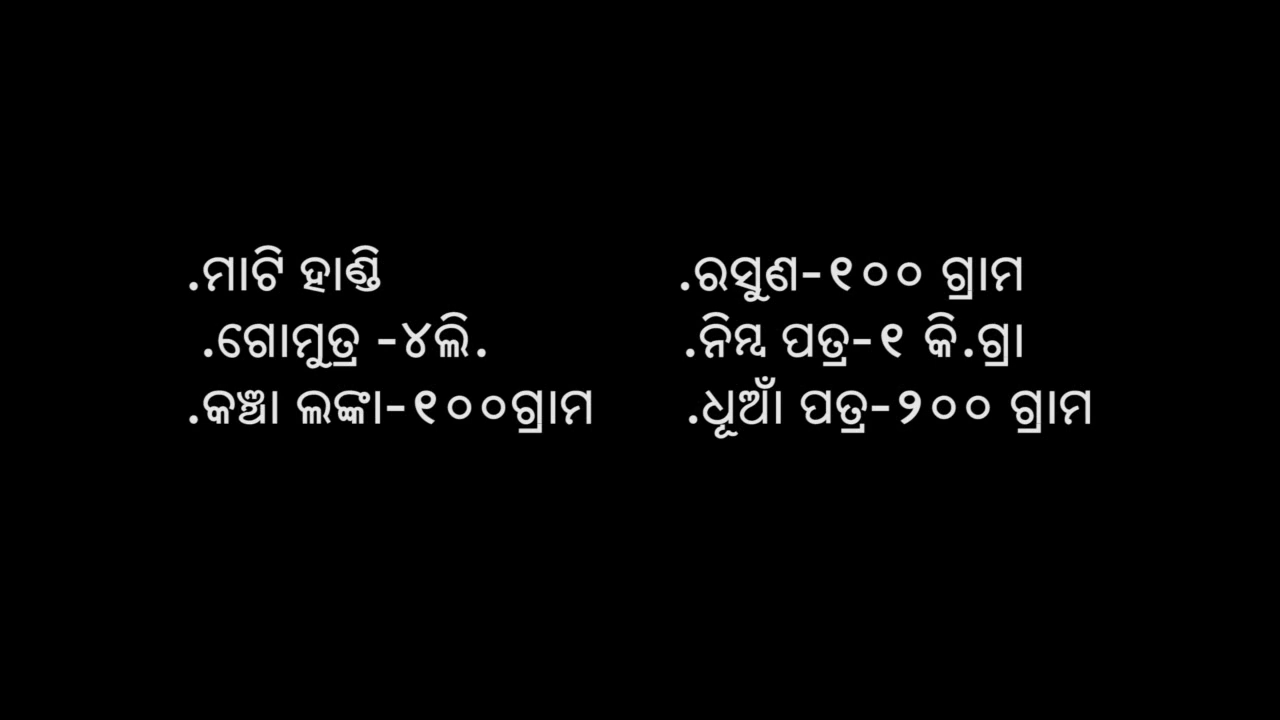 .ମାଟି ହାଣ୍ଡି
.ଗୋମୁତ୍ର -୪ଲି.
.କଞ୍ଚା ଲଙ୍କା-୧୦୦ଗ୍ରାମ
.ରସୁଣ-୧୦୦ ଗ୍ରାମ
.ନିମ୍ବ ପତ୍ର-୧ କି.ଗ୍ରା
.ଧୂଆଁ ପତ୍ର-୨୦୦ ଗ୍ରାମ